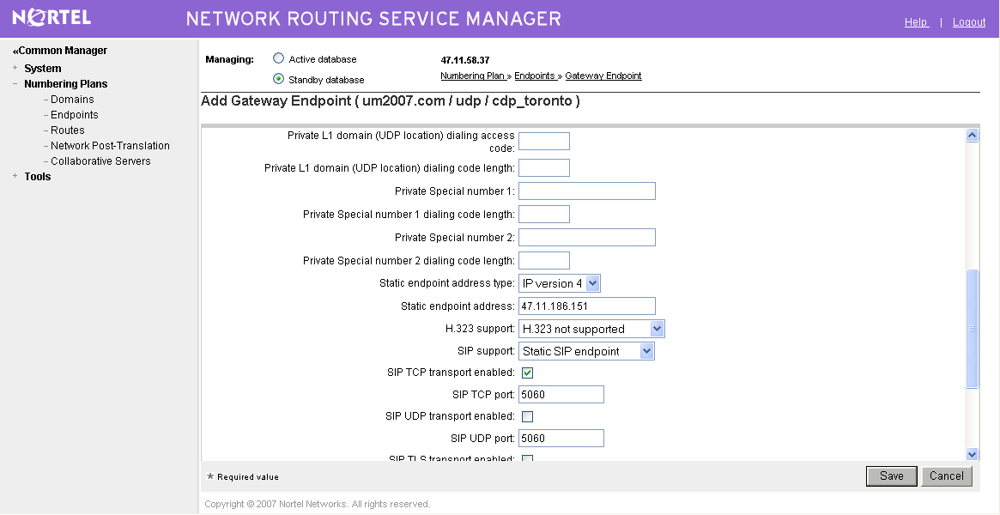 NORTEL NETWORK ROUTING SERVICE MANAGER
Help | Logout
«Common Manager
+ System
− Numbering Plans
− Domains
− Endpoints
− Routes
− Network Post-Translation
− Collaborative Servers
+ Tools
Managing: Active database 47.11.58.37
Standby database Numbering Plan » Endpoints » Gateway Endpoint
Add Gateway Endpoint ( um2007.com / udp / cdp_toronto )
Private L1 domain (UDP location) dialing access
code:
Private L1 domain (UDP location) dialing code length:
Private Special number 1:
Private Special number 1 dialing code length:
Private Special number 2:
Private Special number 2 dialing code length:
Static endpoint address type: IP version 4
Static endpoint address: 47.11.186.151
H.323 support: H.323 not supported
SIP support: Static SIP endpoint
SIP TCP transport enabled:
SIP TCP port: 5060
SIP UDP transport enabled:
SIP UDP port: 5060
SIP TLS transport enabled:
* Required value Save Cancel
Copyright © 2007 Nortel Networks. All rights reserved.